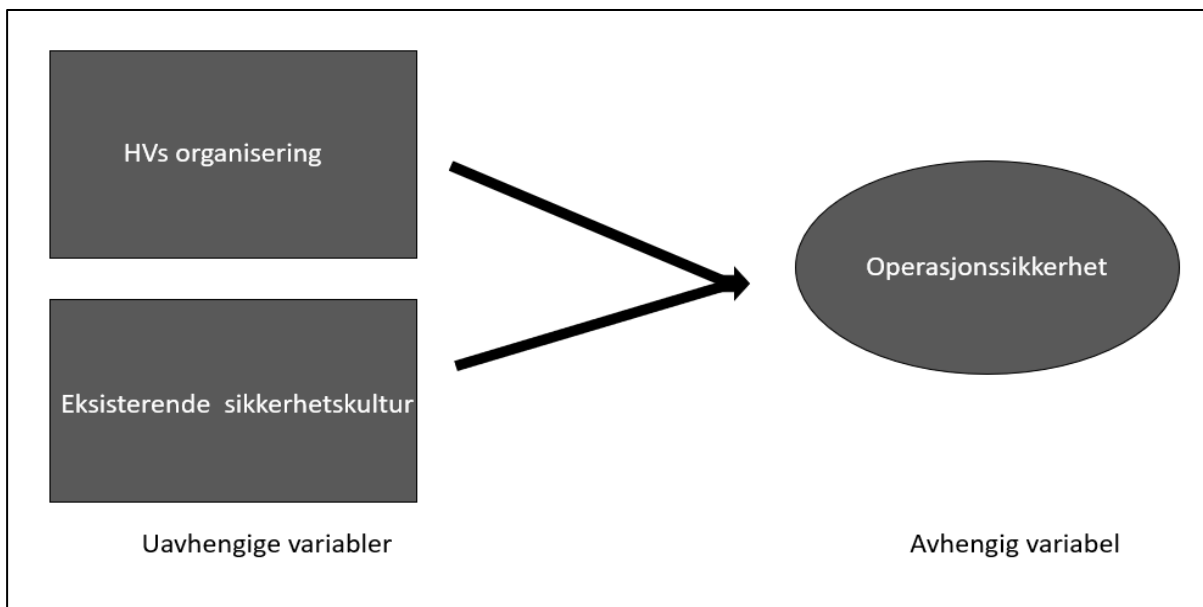 HVs organisering
Operasjonssikkerhet
Eksisterende sikkerhetskultur
Uavhengige variabler
Avhengig variabel